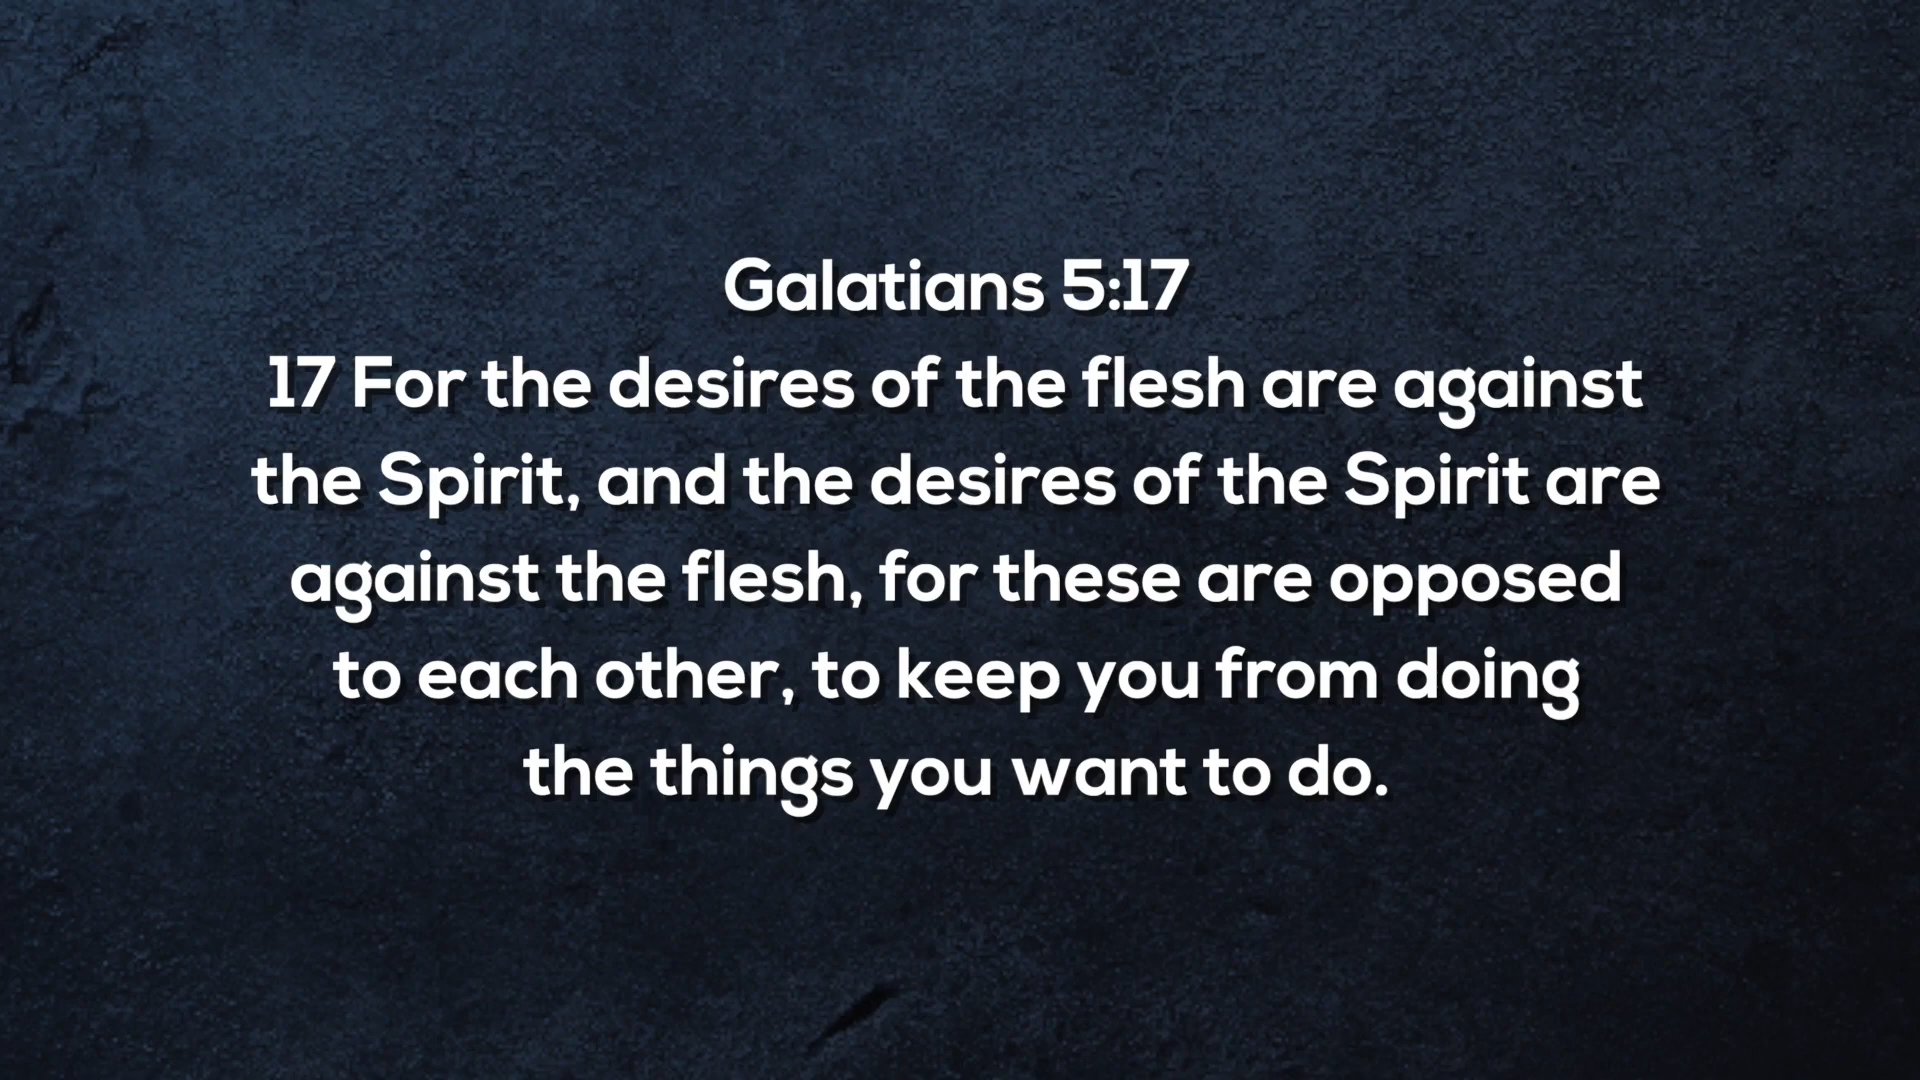 Galatians 5:17
17 For the desires of the flesh are against
the Spirit, and the desires of the Spirit are
against the flesh, for these are opposed
to each other, to keep you from doing
the things you want to do.